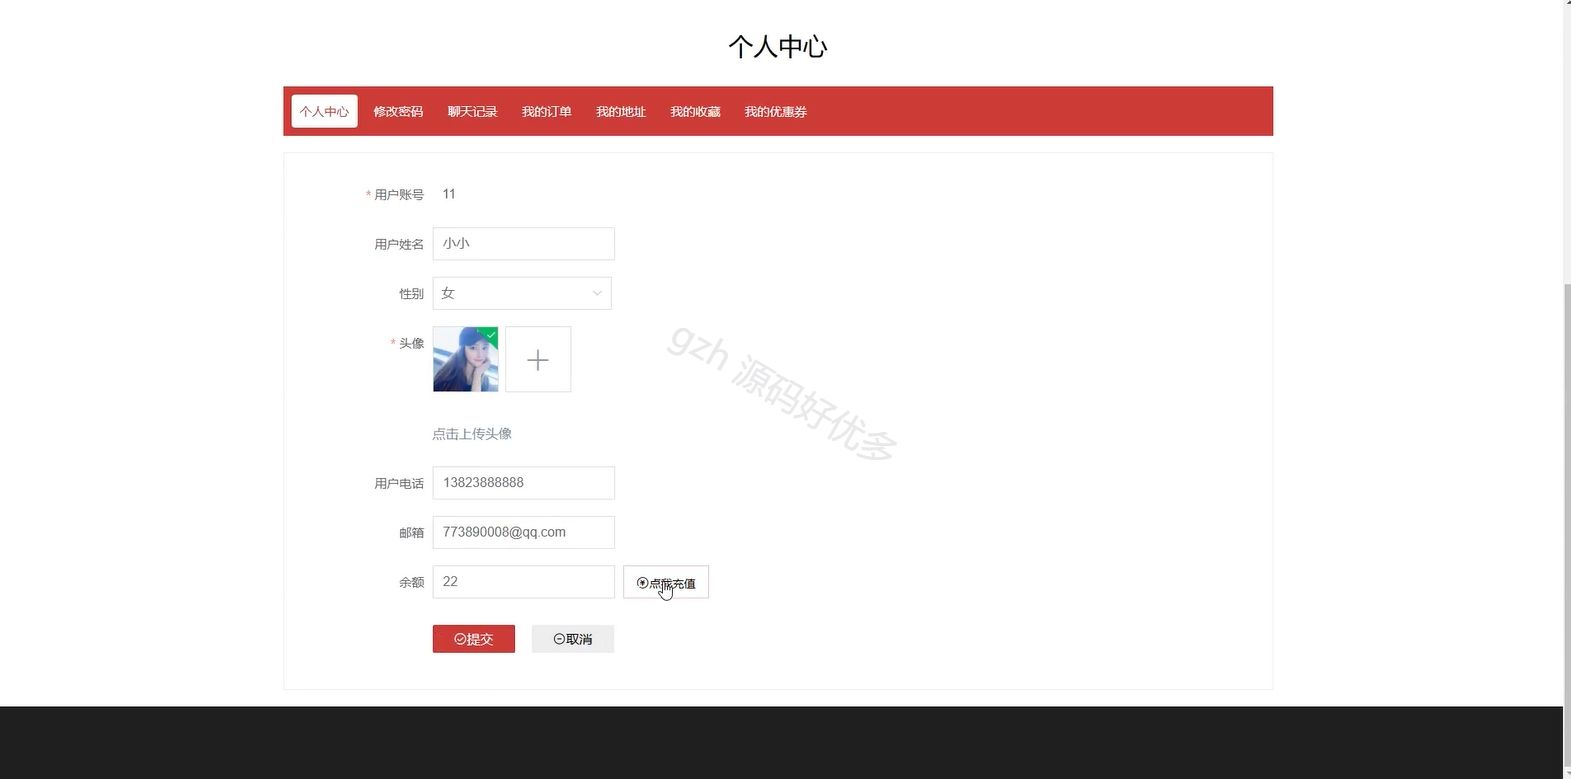 个人中心
个人中心 修改密码 聊天记录 我的订单 我的地址 我的收藏 我的优惠券
* 用户账号 11
用户姓名 小小
性别 女
* 头像
gzh 源码好优多
点击上传头像
用户电话 13823888888
邮箱 773890008@qq.com
余额 22 点我充值
提交 取消